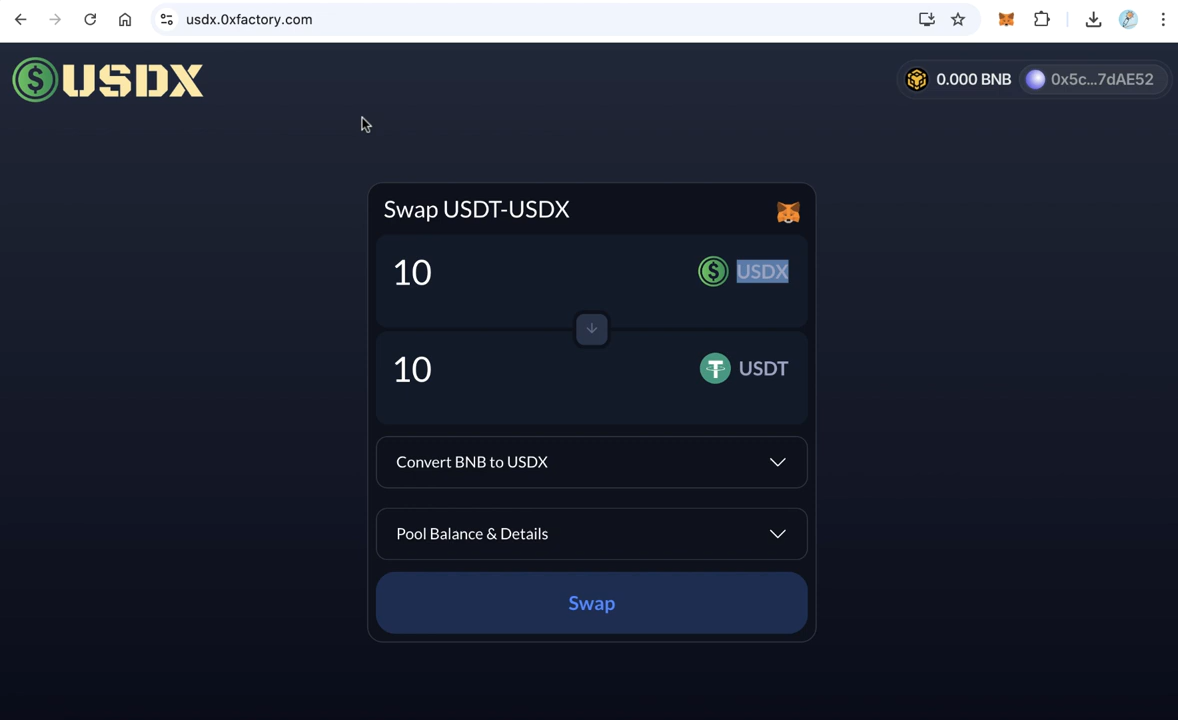 usdx.0xfactory.com
USDX
0.000 BNB
0x5c...7dAE52
Swap USDT-USDX
10
USDX
10
USDT
Convert BNB to USDX
Pool Balance & Details
Swap